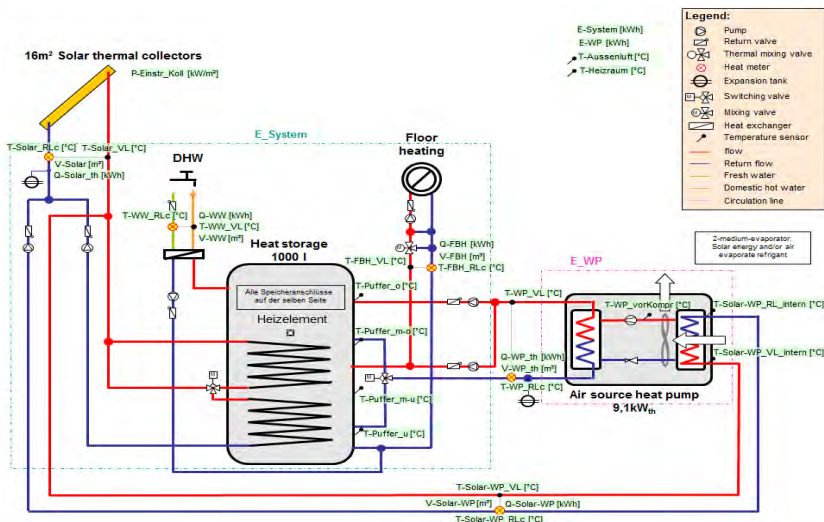 16m² Solar thermal collectors
P-Einstr_Koll [kW/m²]
E-System [kWh]
E-WP [kWh]
T-Aussenluft [°C]
T-Heizraum [°C]
Legend:
Pump
Return valve
Thermal mixing valve
Heat meter
Expansion tank
Switching valve
Mixing valve
Heat exchanger
Temperature sensor
flow
Return flow
Fresh water
Domestic hot water
Circulation line
E_System
T-Solar_RLc [°C]
T-Solar_VL [°C]
V-Solar [m³]
Q-Solar_th [kWh]
DHW
Floor
heating
T-WW_RLc [°C]
Q-WW [kWh]
T-WW_VL [°C]
V-WW [m³]
M
Q-FBH [kWh]
V-FBH [m³]
T-FBH_VL [°C]
T-FBH_RLc [°C]
2-medium-evaporator:
Solar energy and/or air
evaporate refrigant
E_WP
Heat storage
1000 l
Alle Speicheranschlüsse
auf der selben Seite
Heizelement
T-Puffer_o [°C]
T-Puffer_m-o [°C]
T-Puffer_m-u [°C]
T-Puffer_u [°C]
M
M
T-WP_VL [°C]
T-WP_vorKompr [°C]
T-Solar-WP_RL_intern [°C]
T-Solar-WP_VL_intern [°C]
Q-WP_th [kWh]
V-WP_th [m³]
T-WP_RLc [°C]
Air source heat pump
9,1kWth
T-Solar-WP_VL [°C]
V-Solar-WP [m³]
Q-Solar-WP [kWh]
T-Solar-WP_RLc [°C]